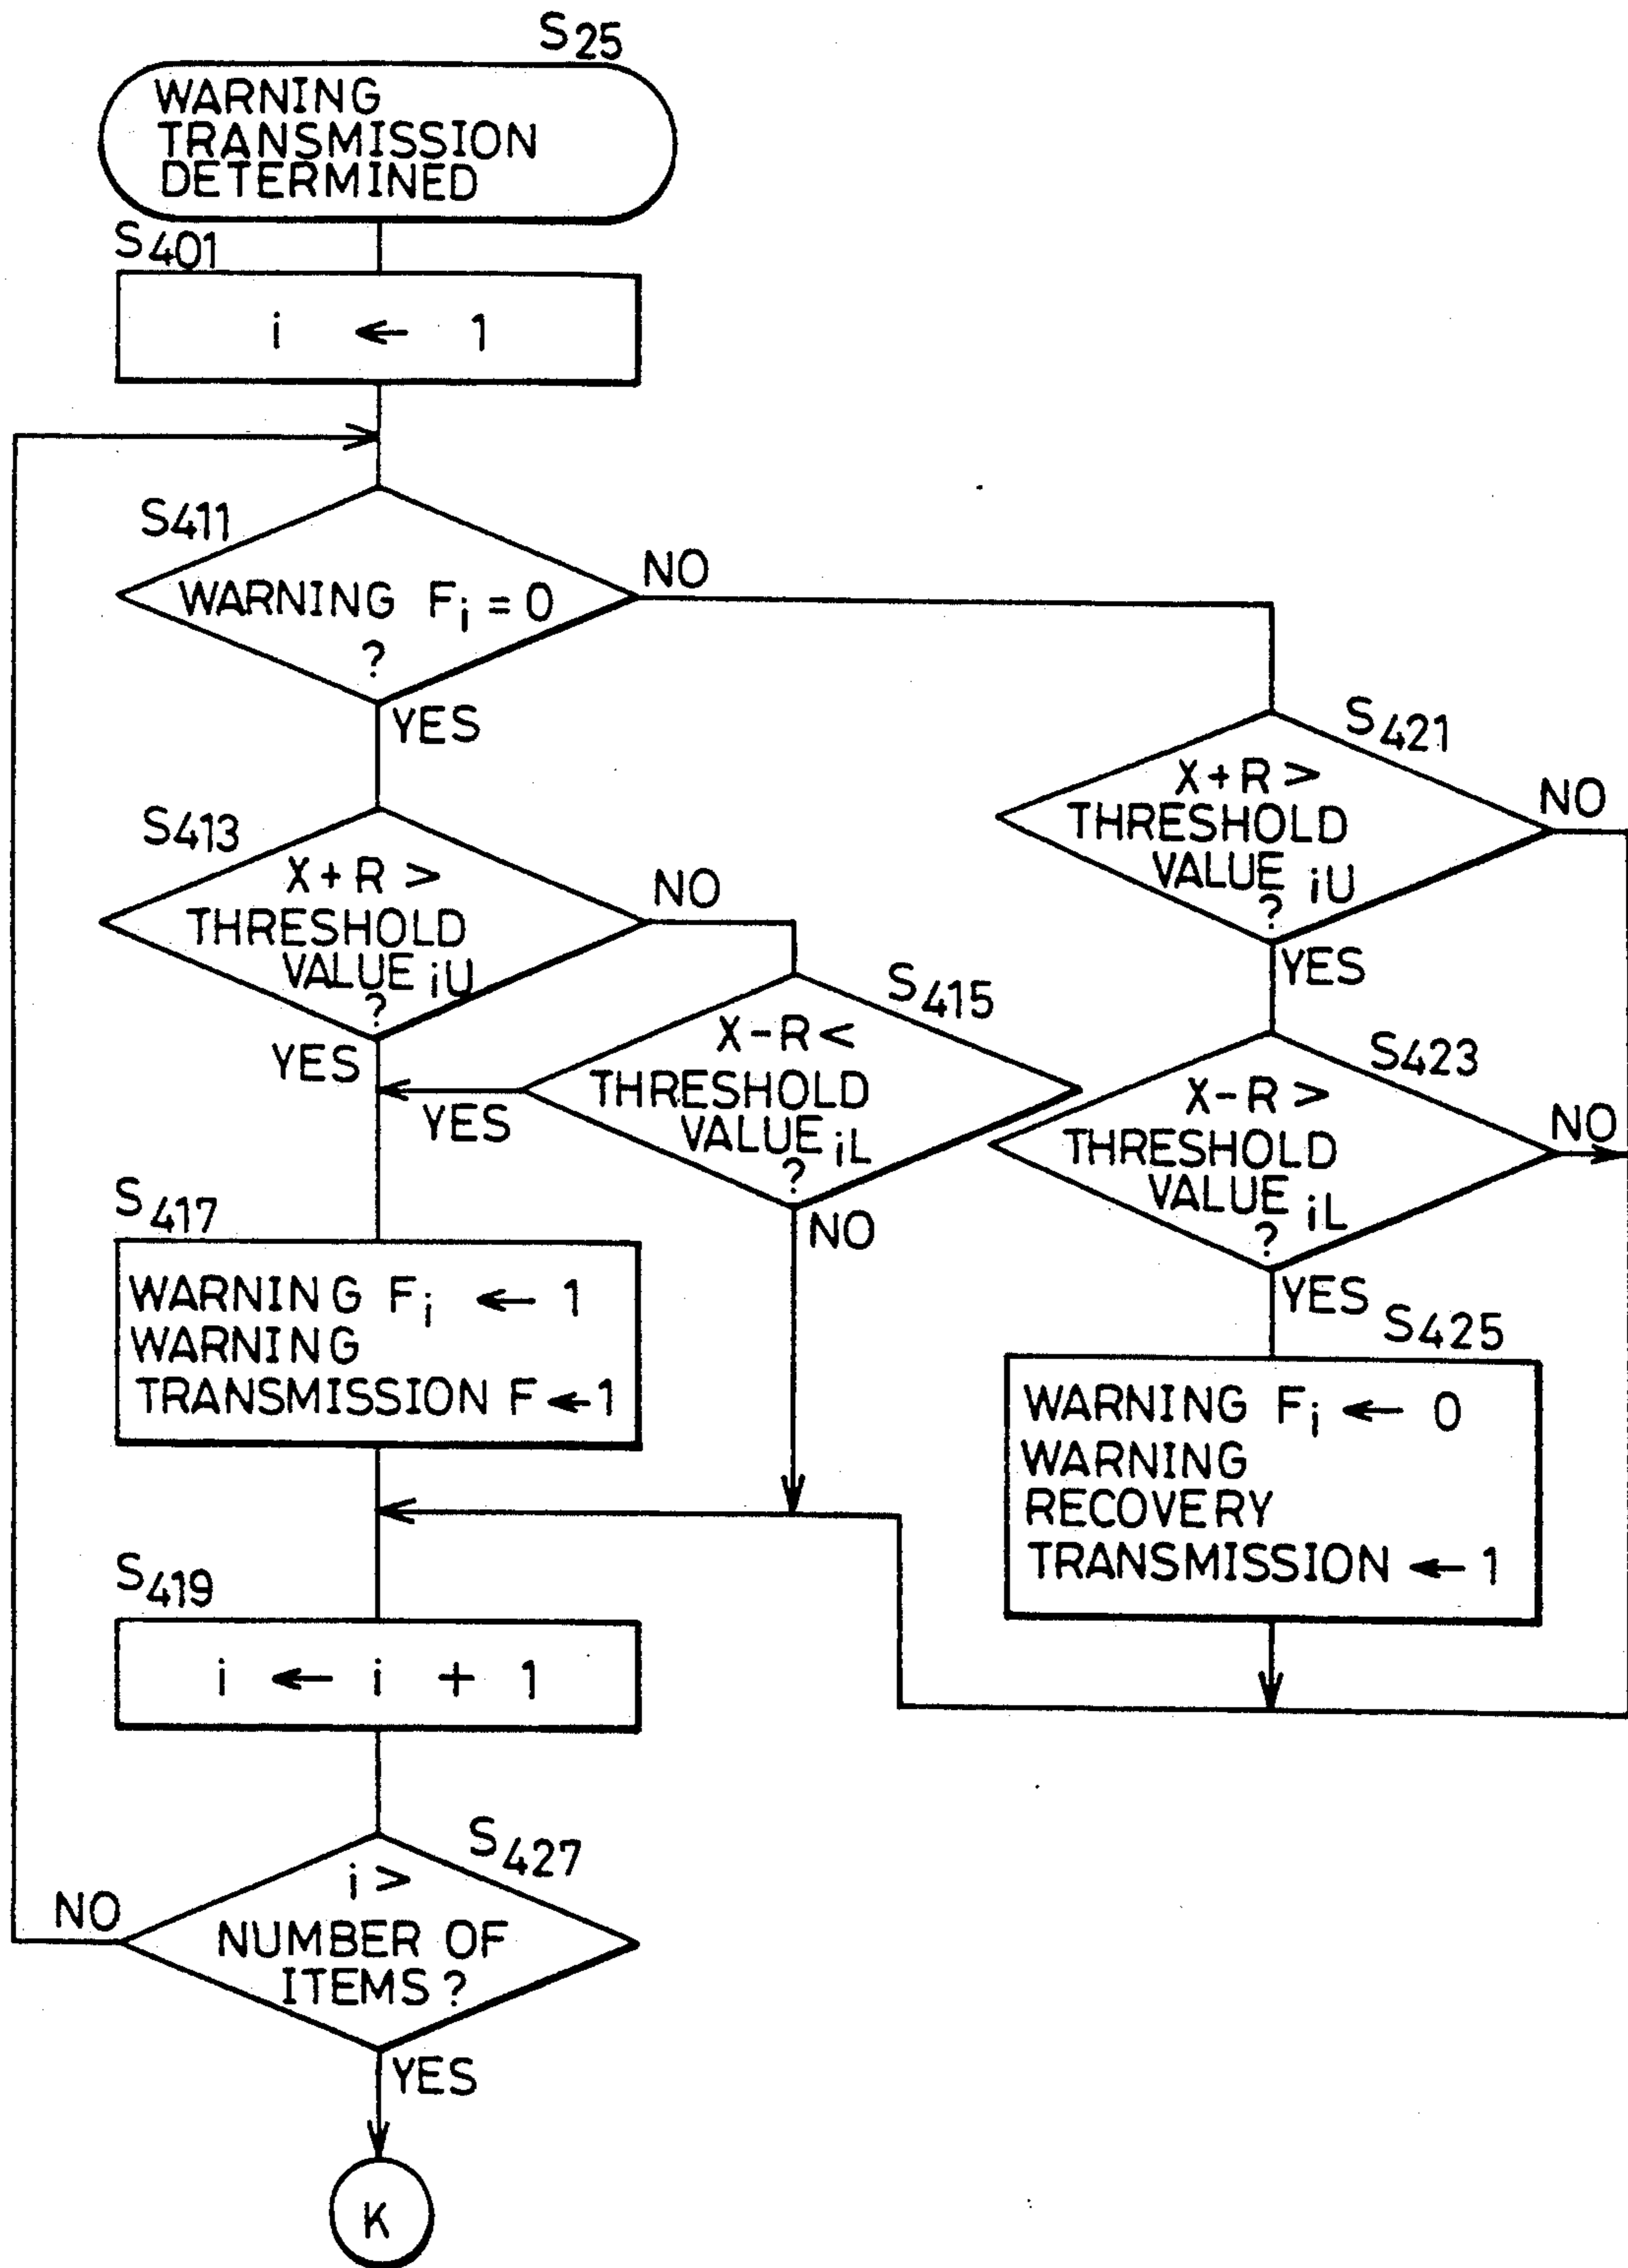 S25
WARNING
TRANSMISSION
DETERMINED
S401
i ← 1
S411
WARNING Fi = 0
?
NO
YES
S413
X+R >
THRESHOLD
VALUE iU
?
NO
YES
S415
X-R <
THRESHOLD
VALUE iL
?
YES
NO
S421
X+R >
THRESHOLD
VALUE iU
?
NO
YES
S423
X-R >
THRESHOLD
VALUE iL
?
NO
YES
S425
WARNING Fi ← 0
WARNING
RECOVERY
TRANSMISSION ← 1
S417
WARNING Fi ← 1
WARNING
TRANSMISSION F ← 1
S419
i ← i + 1
S427
i >
NUMBER OF
ITEMS ?
NO
YES
K